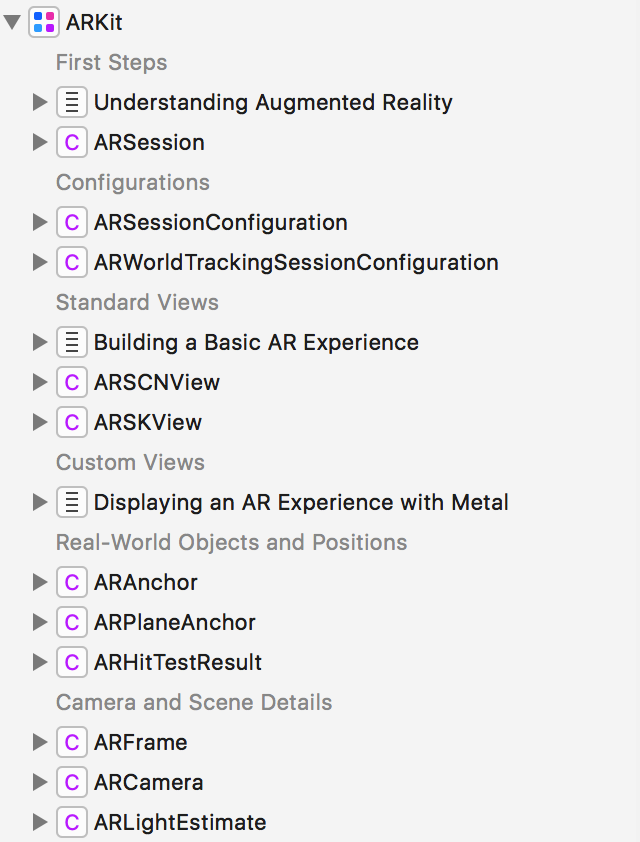 ARKit
First Steps
Understanding Augmented Reality
C ARSession
Configurations
C ARSessionConfiguration
C ARWorldTrackingSessionConfiguration
Standard Views
Building a Basic AR Experience
C ARSCNView
C ARSKView
Custom Views
Displaying an AR Experience with Metal
Real-World Objects and Positions
C ARAnchor
C ARPlaneAnchor
C ARHitTestResult
Camera and Scene Details
C ARFrame
C ARCamera
C ARLightEstimate